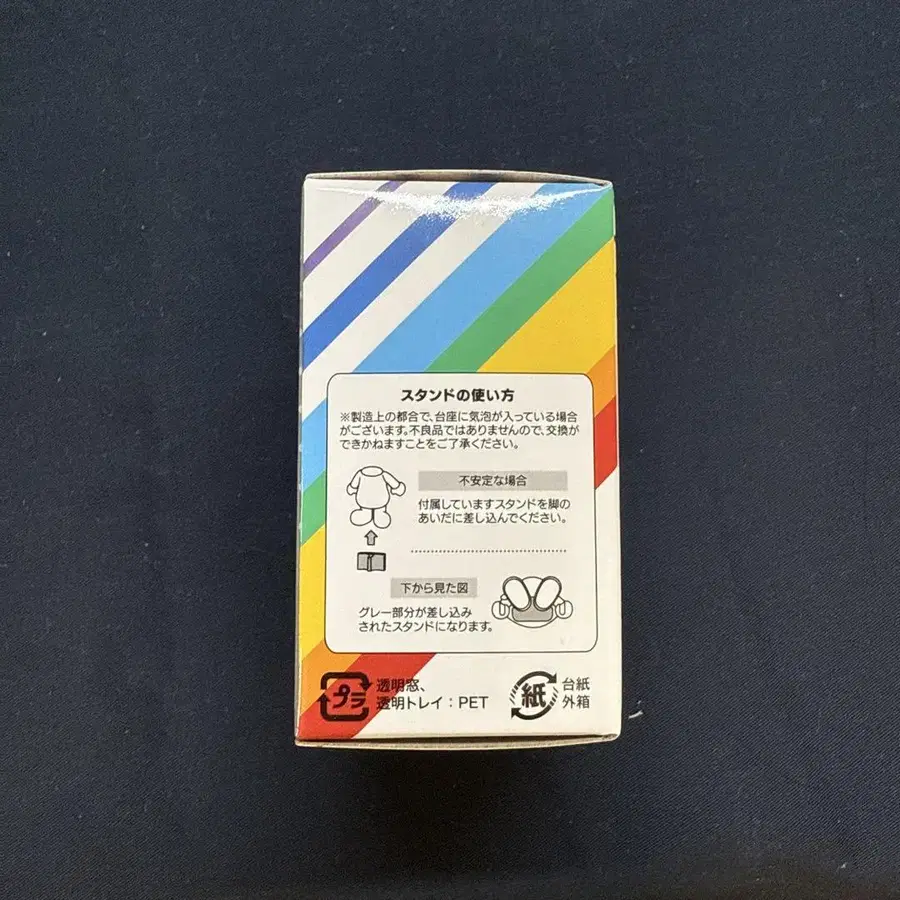 スタンドの使い方
※製造上の都合で、台座に気泡が入っている場合
がございます。不良品ではありませんので、交換が
できかねますことをご了承ください。
不安定な場合
付属していますスタンドを脚の
あいだに差し込んでください。
下から見た図
グレー部分が差し込み
されたスタンドになります。
プラ
透明窓、
透明トレイ：PET
紙
台紙
外箱